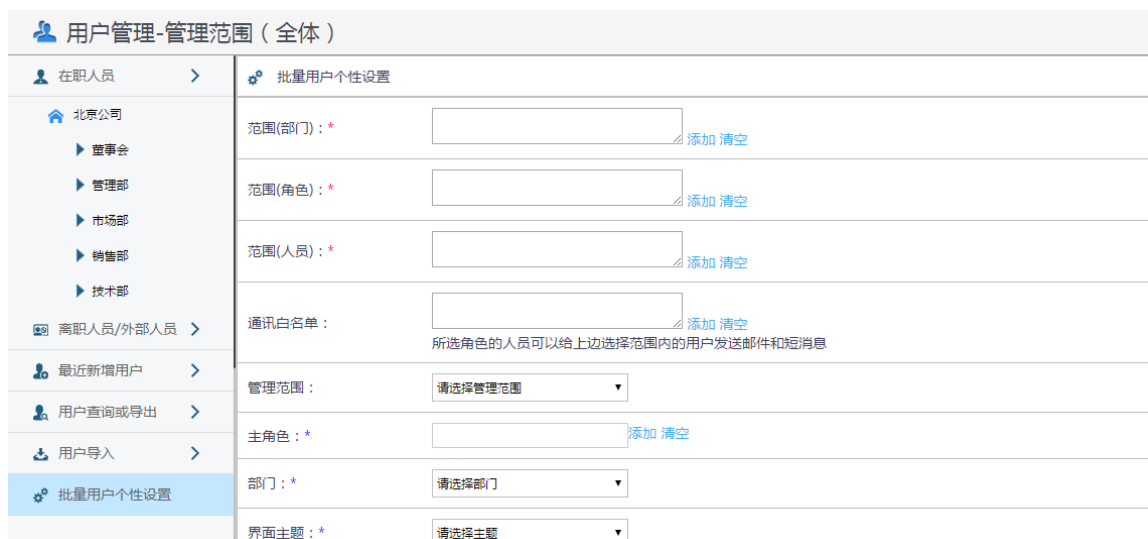 用户管理-管理范围（全体）
在职人员
北京公司
董事会
管理部
市场部
销售部
技术部
离职人员/外部人员
最近新增用户
用户查询或导出
用户导入
批量用户个性设置
批量用户个性设置
范围(部门)：*
添加 清空
范围(角色)：*
添加 清空
范围(人员)：*
添加 清空
通讯白名单：
添加 清空
所选角色的人员可以给上边选择范围内的用户发送邮件和短消息
管理范围：
请选择管理范围
主角色：*
添加 清空
部门：*
请选择部门
界面主题：*
请选择主题